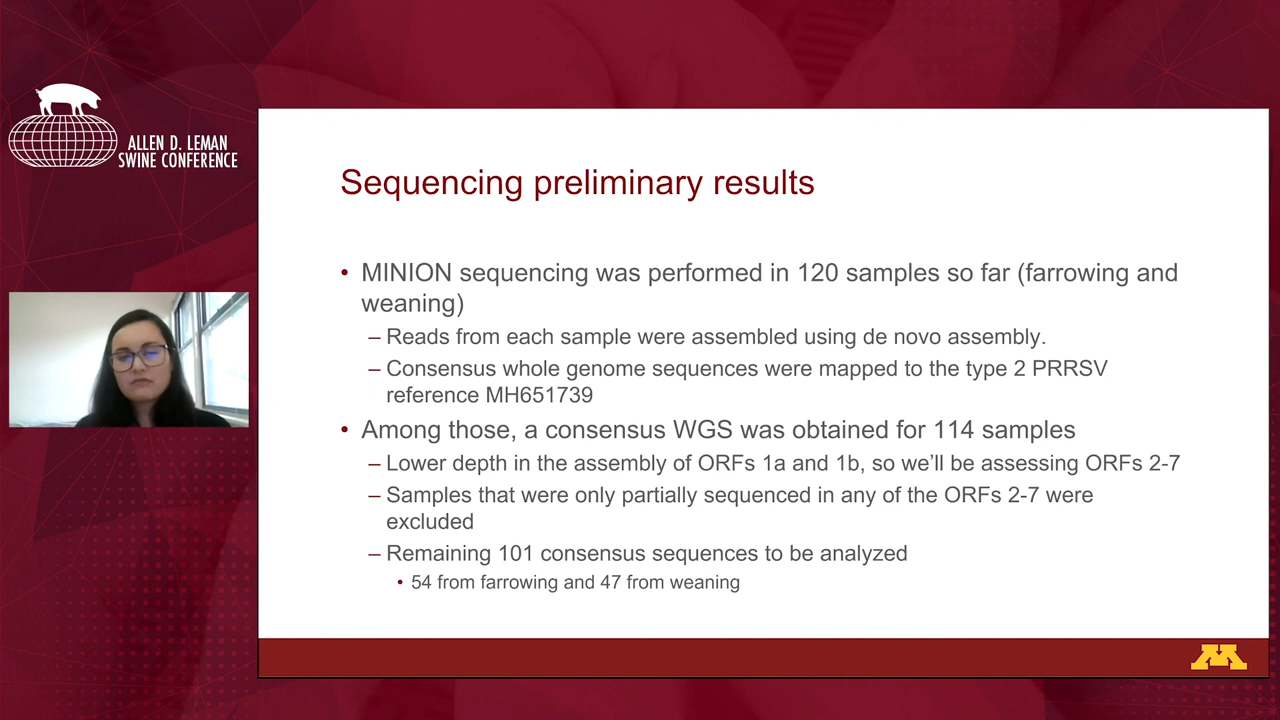 ALLEN D. LEMAN
SWINE CONFERENCE
Sequencing preliminary results
• MINION sequencing was performed in 120 samples so far (farrowing and
weaning)
– Reads from each sample were assembled using de novo assembly.
– Consensus whole genome sequences were mapped to the type 2 PRRSV
reference MH651739
• Among those, a consensus WGS was obtained for 114 samples
– Lower depth in the assembly of ORFs 1a and 1b, so we'll be assessing ORFs 2-7
– Samples that were only partially sequenced in any of the ORFs 2-7 were
excluded
– Remaining 101 consensus sequences to be analyzed
• 54 from farrowing and 47 from weaning
M